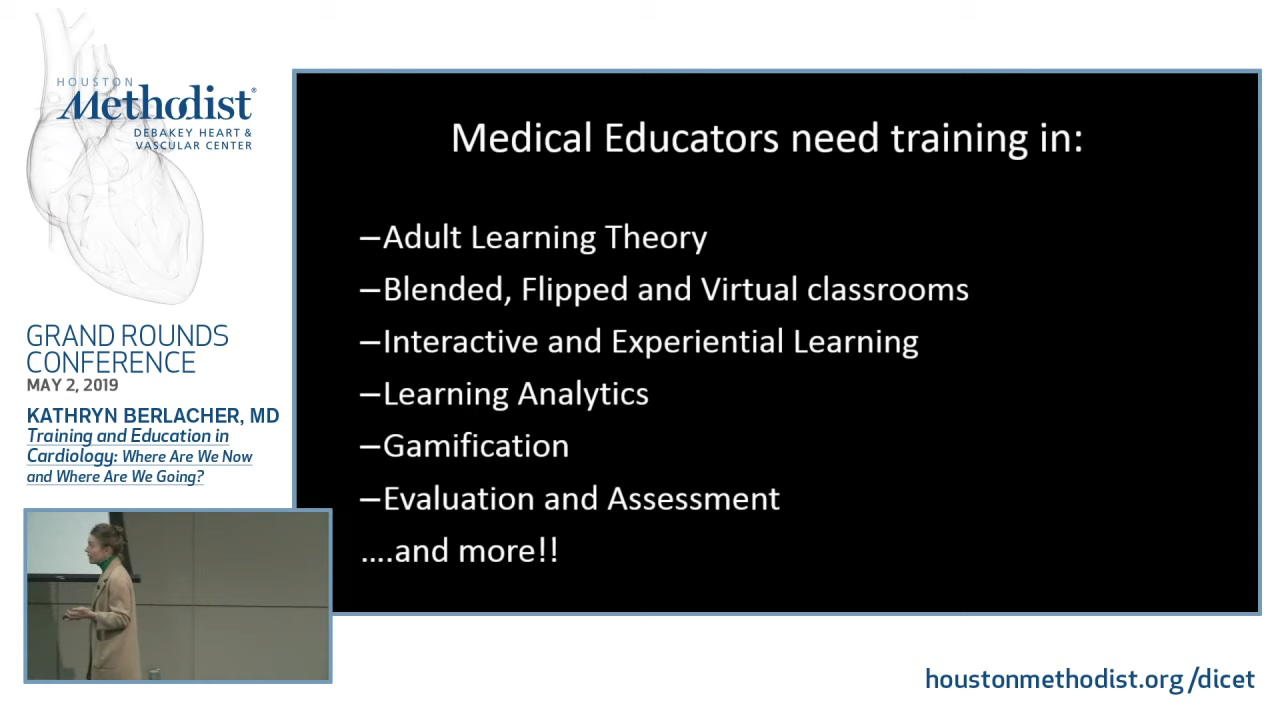 HOUSTON
Methodist®
DEBAKEY HEART &
VASCULAR CENTER
GRAND ROUNDS
CONFERENCE
MAY 2, 2019
KATHRYN BERLACHER, MD
Training and Education in
Cardiology: Where Are We Now
and Where Are We Going?
Medical Educators need training in:
–Adult Learning Theory
–Blended, Flipped and Virtual classrooms
–Interactive and Experiential Learning
–Learning Analytics
–Gamification
–Evaluation and Assessment
....and more!!
houstonmethodist.org/dicet